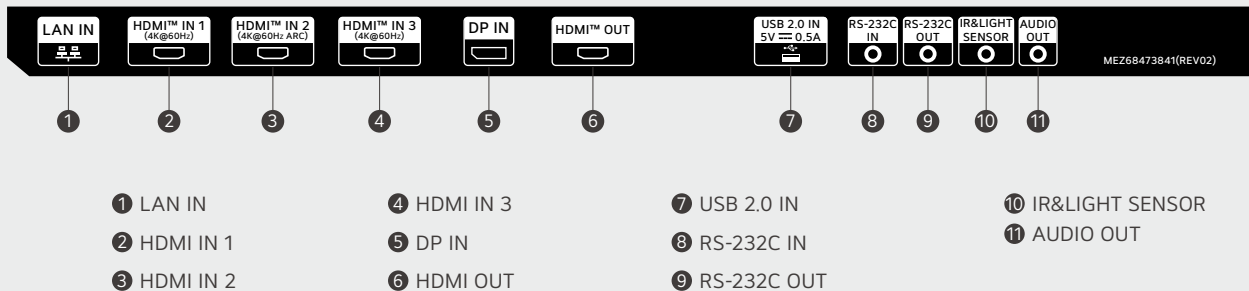 LAN IN
HDMI™ IN 1
(4K@60Hz)
HDMI™ IN 2
(4K@60Hz ARC)
HDMI™ IN 3
(4K@60Hz)
DP IN
HDMI™ OUT
USB 2.0 IN
5V ⎓ 0.5A
RS-232C
IN
RS-232C
OUT
IR&LIGHT
SENSOR
AUDIO
OUT
MEZ68473841(REV02)
1 2 3 4 5 6 7 8 9 10 11
1 LAN IN
2 HDMI IN 1
3 HDMI IN 2
4 HDMI IN 3
5 DP IN
6 HDMI OUT
7 USB 2.0 IN
8 RS-232C IN
9 RS-232C OUT
10 IR&LIGHT SENSOR
11 AUDIO OUT